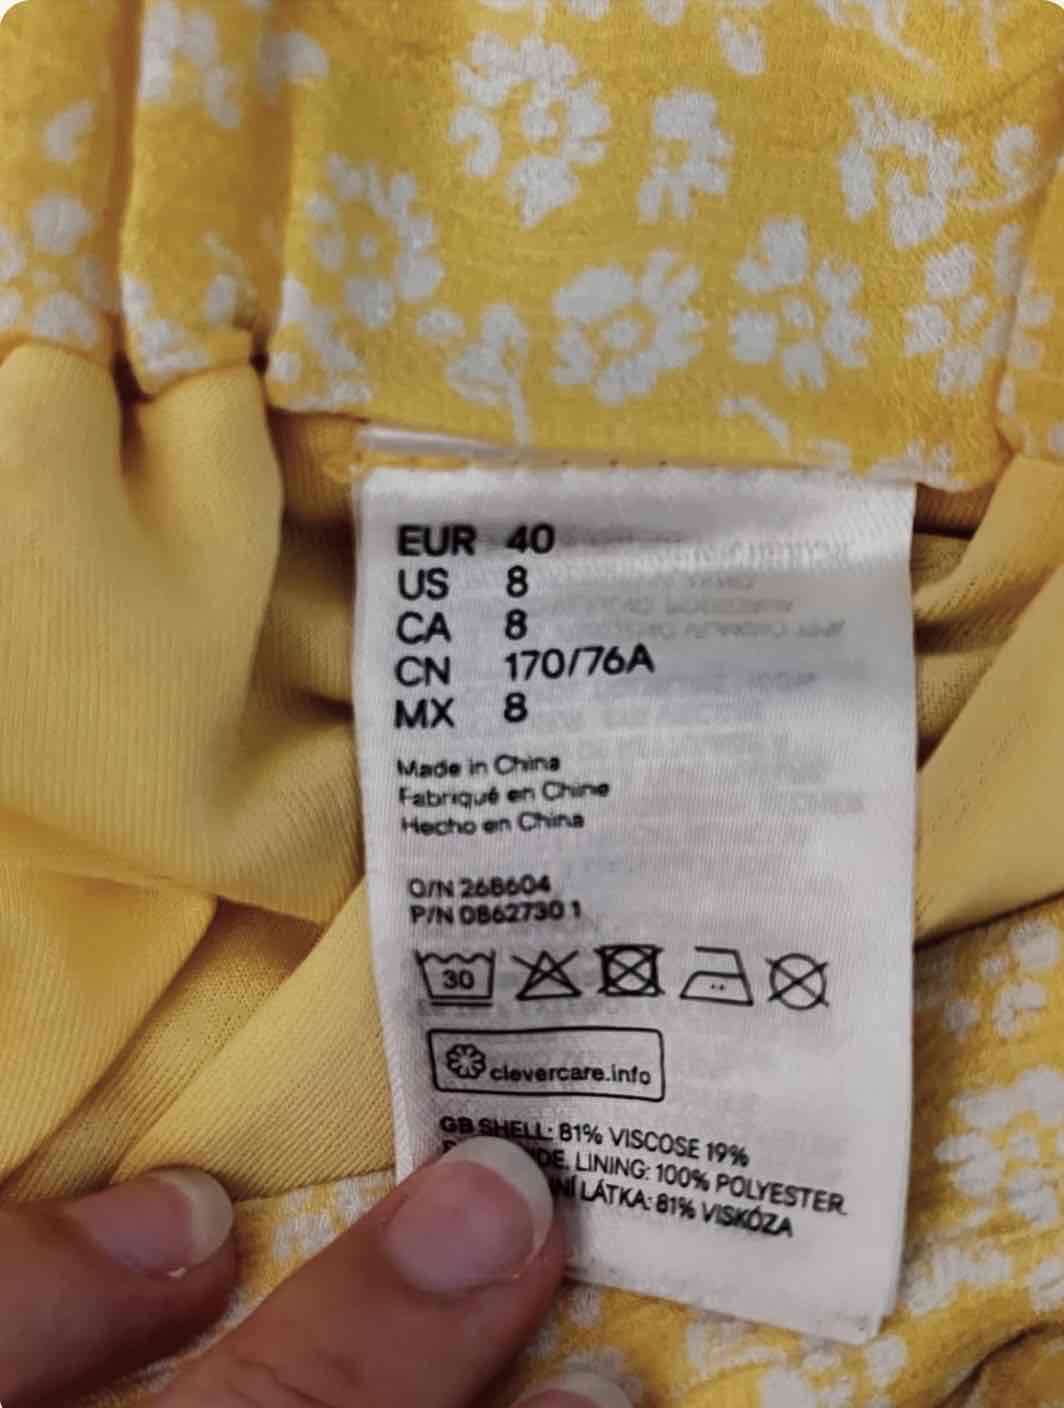 EUR 40
US 8
CA 8
CN 170/76A
MX 8
Made in China
Fabriqué en Chine
Hecho en China
O/N 268604
P/N 0862730 1
30
clevercare.info
GB SHELL: 81% VISCOSE 19%
LINING: 100% POLYESTER.
LÁTKA: 81% VISKÓZA